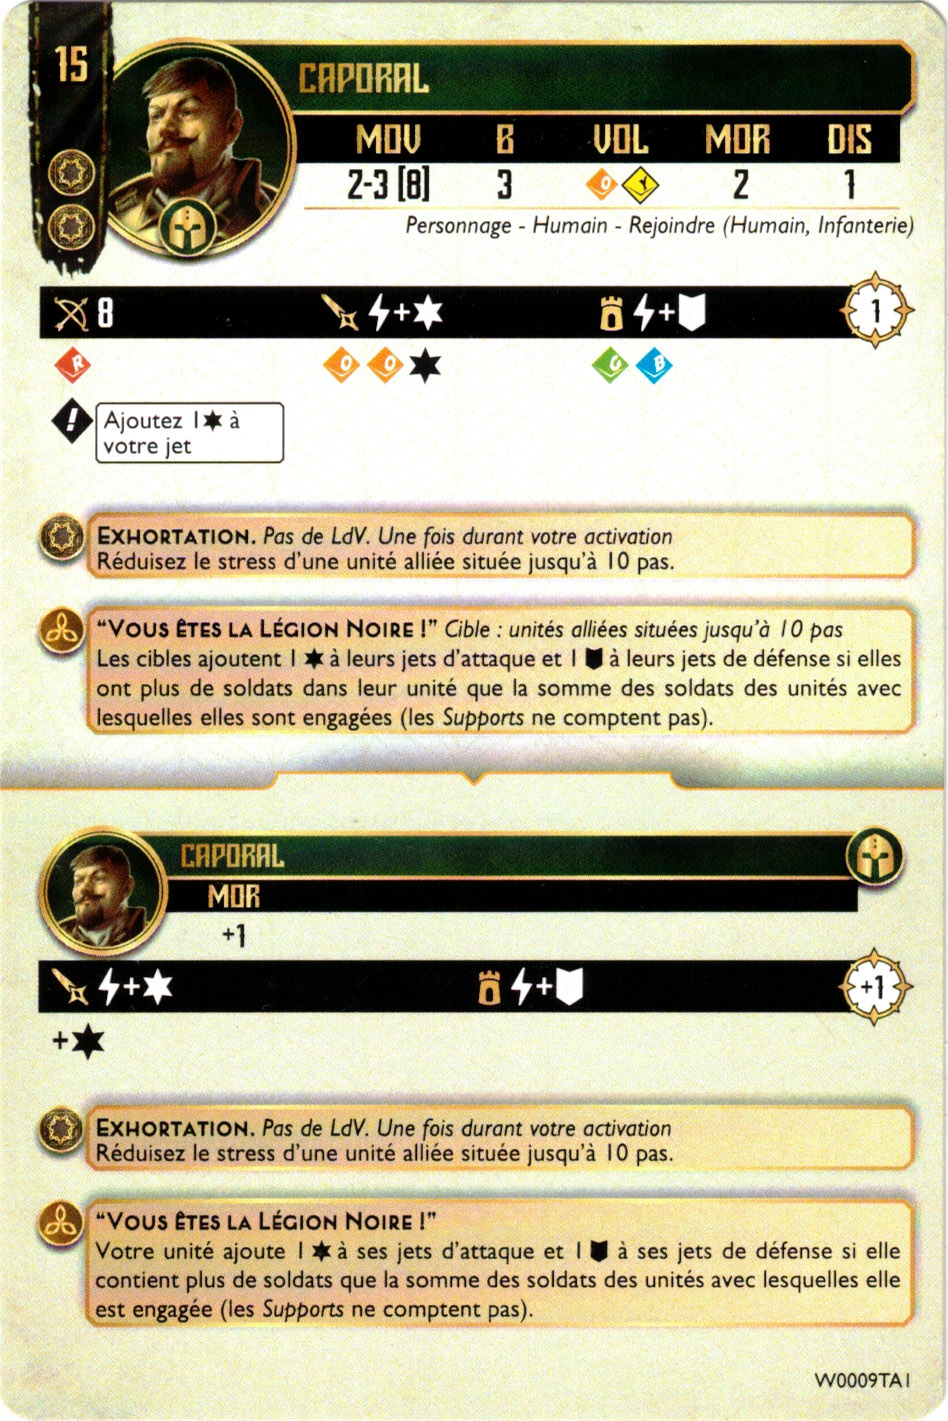 15
CAPORAL
MOV B VOL MOR DIS
2-3 [8] 3 O Y 2 1
Personnage - Humain - Rejoindre (Humain, Infanterie)
8 + + 1
R O O G B
! Ajoutez 1 à
votre jet
EXHORTATION. Pas de LdV. Une fois durant votre activation
Réduisez le stress d'une unité alliée située jusqu'à 10 pas.
"VOUS ÊTES LA LÉGION NOIRE !" Cible : unités alliées situées jusqu'à 10 pas
Les cibles ajoutent 1 à leurs jets d'attaque et 1 à leurs jets de défense si elles
ont plus de soldats dans leur unité que la somme des soldats des unités avec
lesquelles elles sont engagées (les Supports ne comptent pas).
CAPORAL
MOR
+1
+ + +1
+
EXHORTATION. Pas de LdV. Une fois durant votre activation
Réduisez le stress d'une unité alliée située jusqu'à 10 pas.
"VOUS ÊTES LA LÉGION NOIRE !"
Votre unité ajoute 1 à ses jets d'attaque et 1 à ses jets de défense si elle
contient plus de soldats que la somme des soldats des unités avec lesquelles elle
est engagée (les Supports ne comptent pas).
W0009TA1